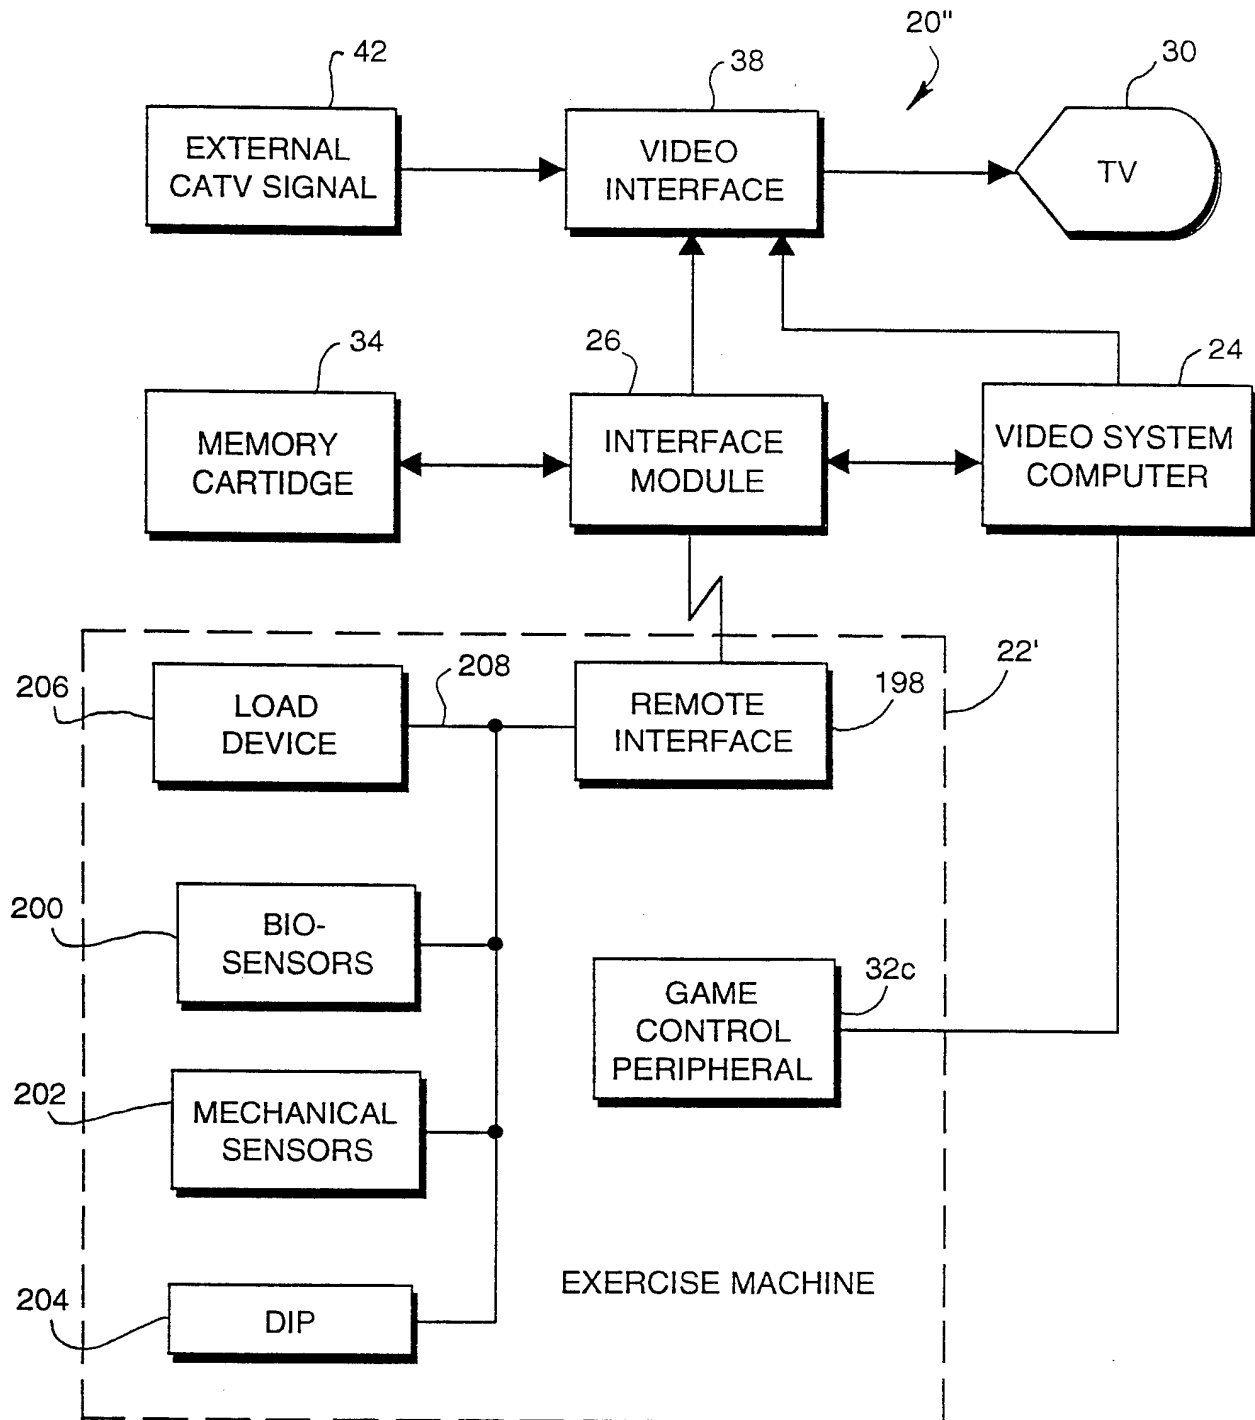 20"
42
38
30
EXTERNAL
CATV SIGNAL
VIDEO
INTERFACE
TV
34
26
24
MEMORY
CARTIDGE
INTERFACE
MODULE
VIDEO SYSTEM
COMPUTER
22'
206
208
198
LOAD
DEVICE
REMOTE
INTERFACE
200
BIO-
SENSORS
32c
GAME
CONTROL
PERIPHERAL
202
MECHANICAL
SENSORS
EXERCISE MACHINE
204
DIP